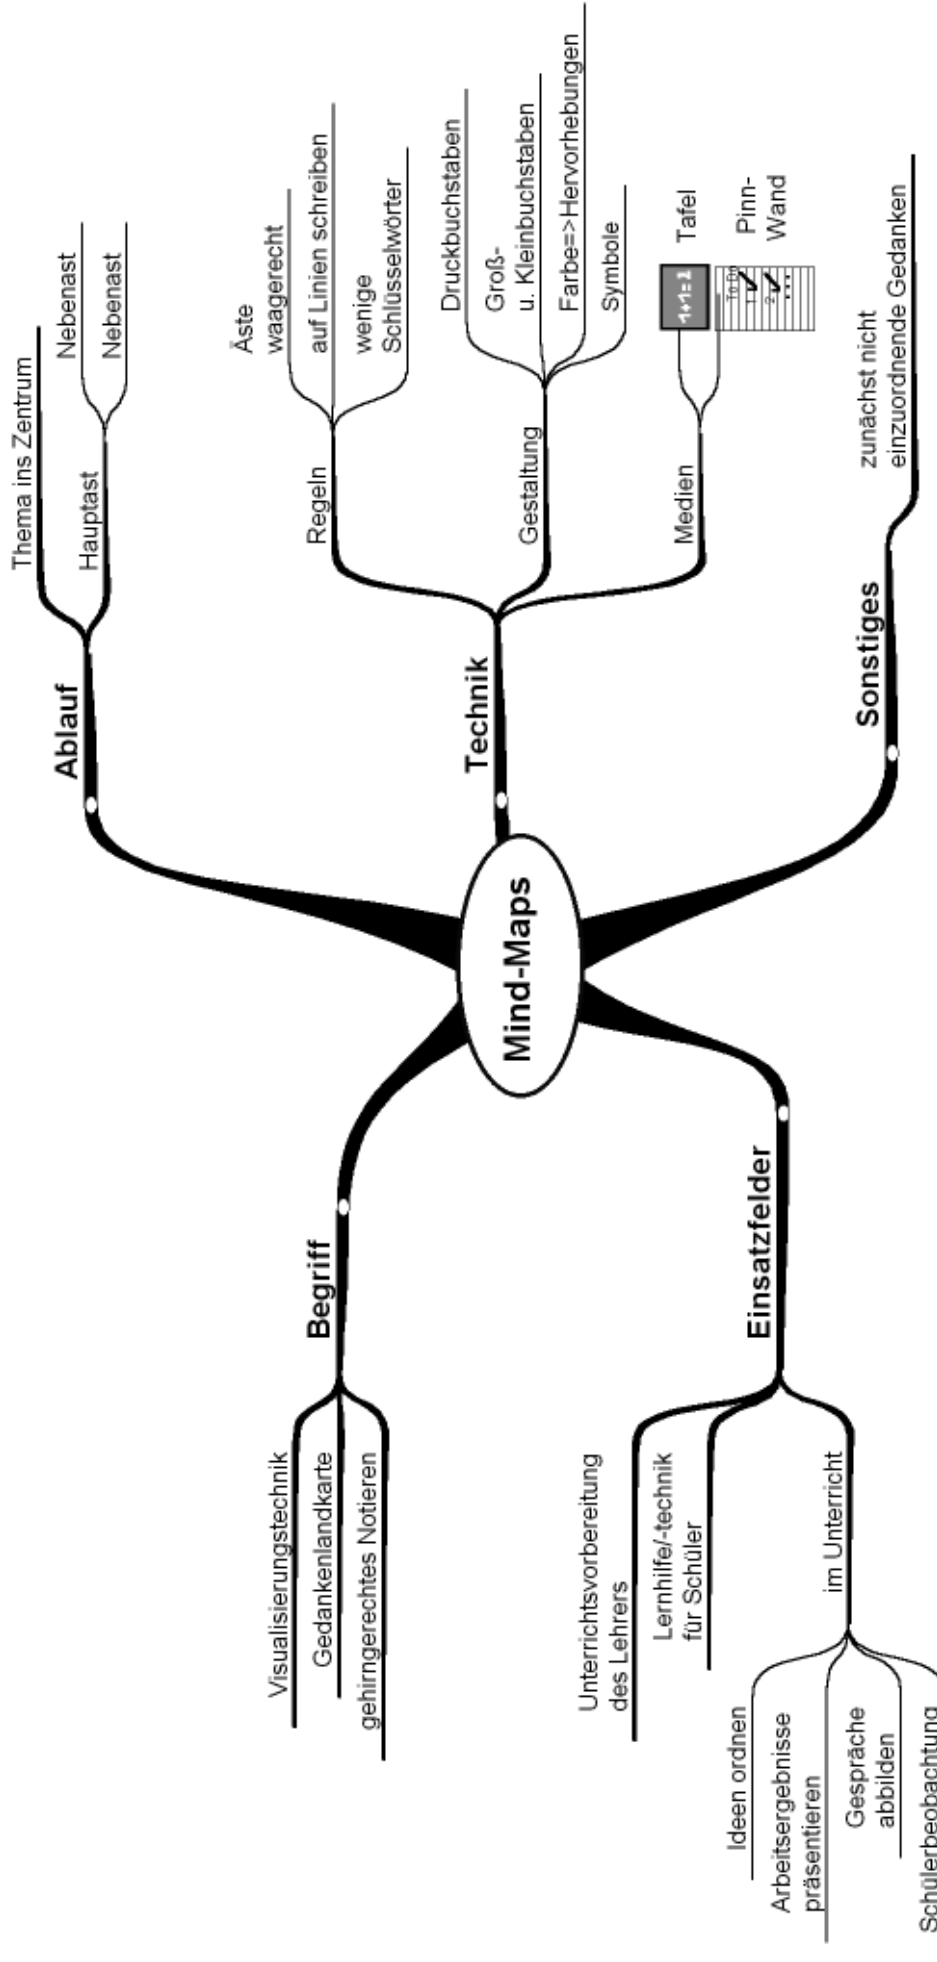 Mind-Maps
Begriff
Visualisierungstechnik
Gedankenlandkarte
gehirngerechtes Notieren
Einsatzfelder
Unterrichtsvorbereitung
des Lehrers
Lernhilfe/-technik
für Schüler
im Unterricht
Ideen ordnen
Arbeitsergebnisse
präsentieren
Gespräche
abbilden
Schülerbeobachtung
Ablauf
Thema ins Zentrum
Hauptast
Nebenast
Nebenast
Technik
Regeln
Äste
waagerecht
auf Linien schreiben
wenige
Schlüsselwörter
Gestaltung
Druckbuchstaben
Groß-
u. Kleinbuchstaben
Farbe=>Hervorhebungen
Symbole
Medien
1+1=2
Tafel
To Do
1
2
...
Pinn-
Wand
Sonstiges
zunächst nicht
einzuordnende Gedanken